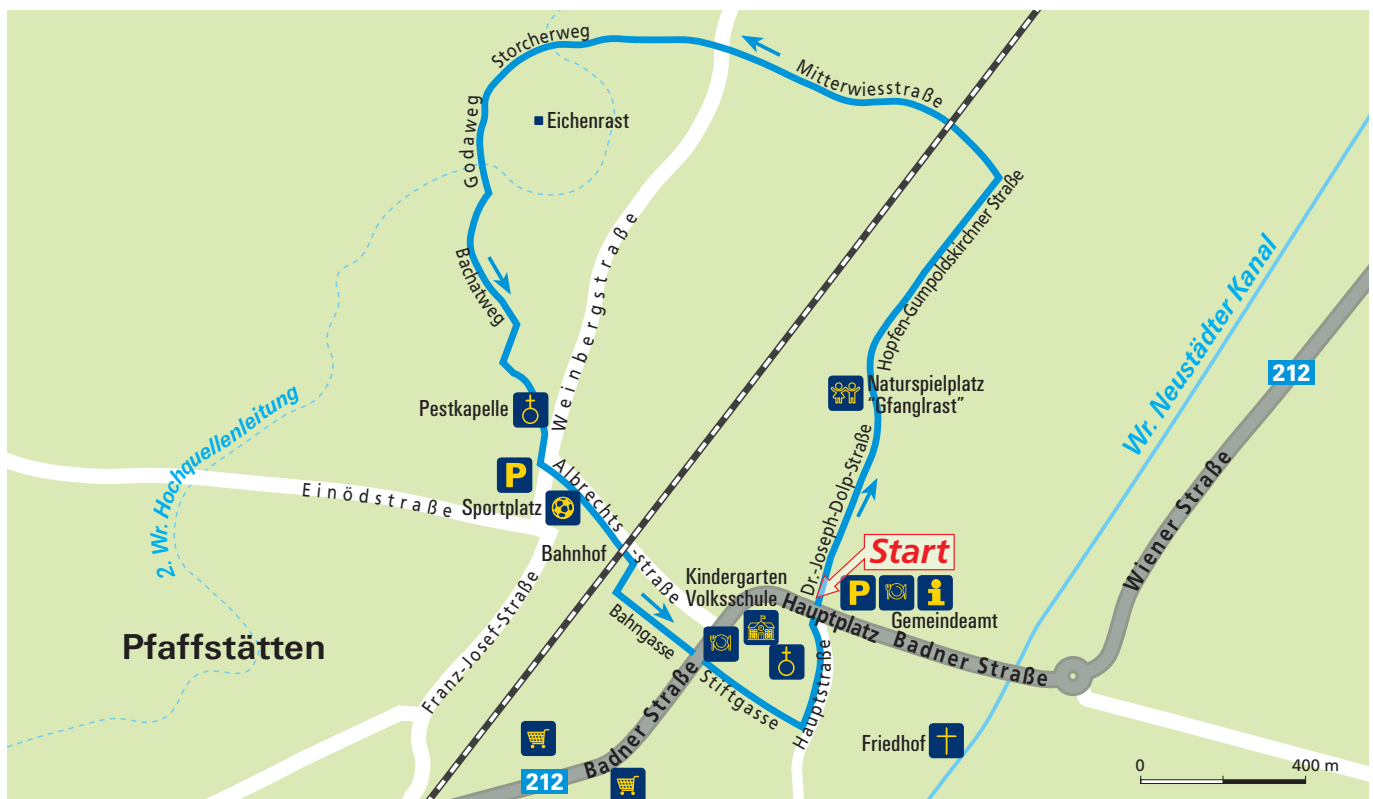 Storcherweg
Mitterwiesstraße
Godaweg
Eichenrast
Hopfen-Gumpoldskirchner Straße
Bachatweg
Weinbergstraße
Wr. Neustädter Kanal
212
Naturspielplatz
"Gfanglrast"
Pestkapelle
2. Wr. Hochquellenleitung
Albrechts
-straße
P
Einödstraße
Sportplatz
Dr.-Joseph-Dolp-Straße
Wiener Straße
Bahnhof
Start
Kindergarten
Volksschule
P
i
Gemeindeamt
Hauptplatz
Badner Straße
Pfaffstätten
Franz-Josef-Straße
Bahngasse
Stiftgasse
Hauptstraße
Badner Straße
Friedhof
212
0
400 m